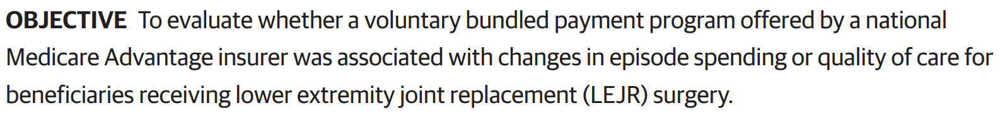 OBJECTIVE To evaluate whether a voluntary bundled payment program offered by a national
Medicare Advantage insurer was associated with changes in episode spending or quality of care for
beneficiaries receiving lower extremity joint replacement (LEJR) surgery.